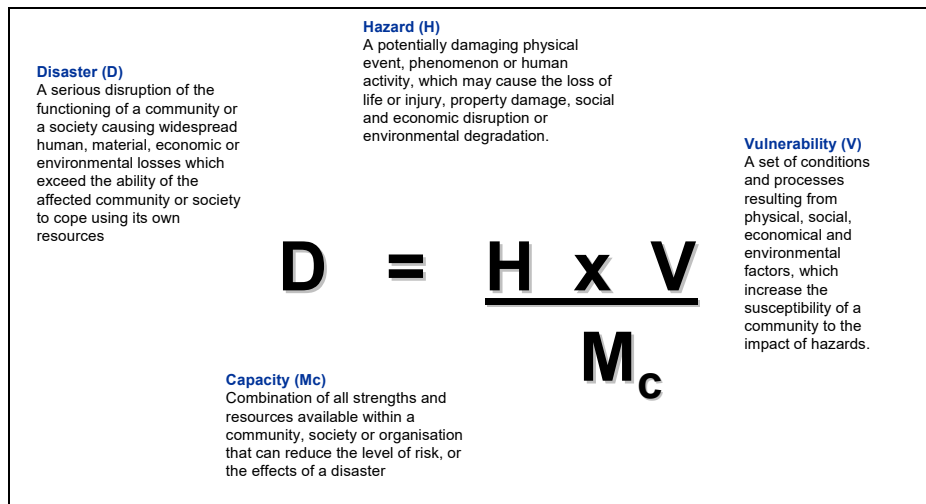 Hazard (H)
A potentially damaging physical
event, phenomenon or human
activity, which may cause the loss of
life or injury, property damage, social
and economic disruption or
environmental degradation.
Disaster (D)
A serious disruption of the
functioning of a community or
a society causing widespread
human, material, economic or
environmental losses which
exceed the ability of the
affected community or society
to cope using its own
resources
Vulnerability (V)
A set of conditions
and processes
resulting from
physical, social,
economical and
environmental
factors, which
increase the
susceptibility of a
community to the
impact of hazards.
D = H x V
Mc
Capacity (Mc)
Combination of all strengths and
resources available within a
community, society or organisation
that can reduce the level of risk, or
the effects of a disaster